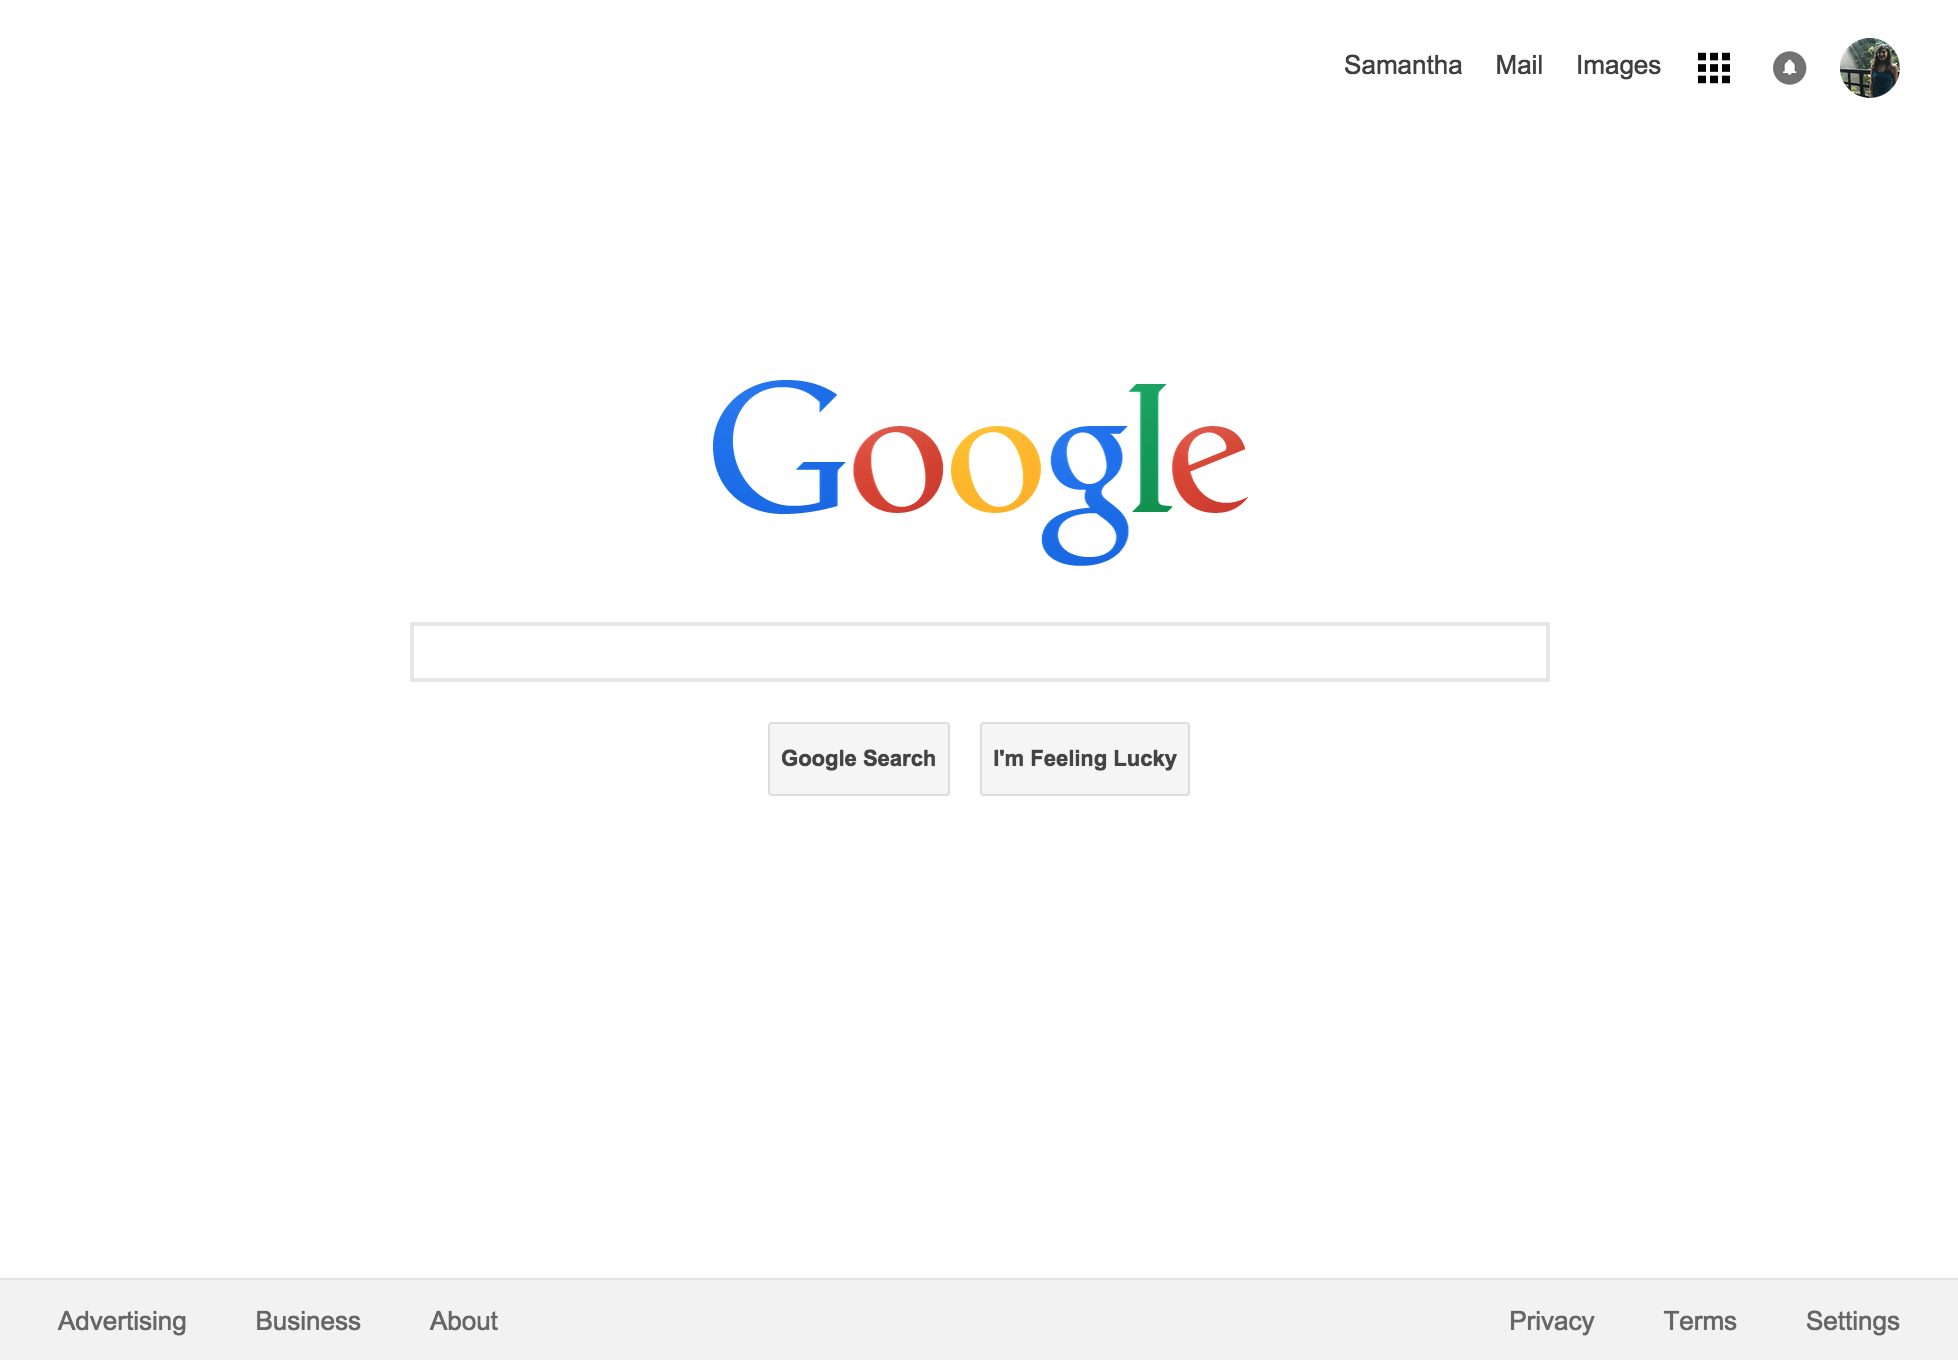 Samantha Mail Images
Google
Google Search I'm Feeling Lucky
Advertising Business About Privacy Terms Settings